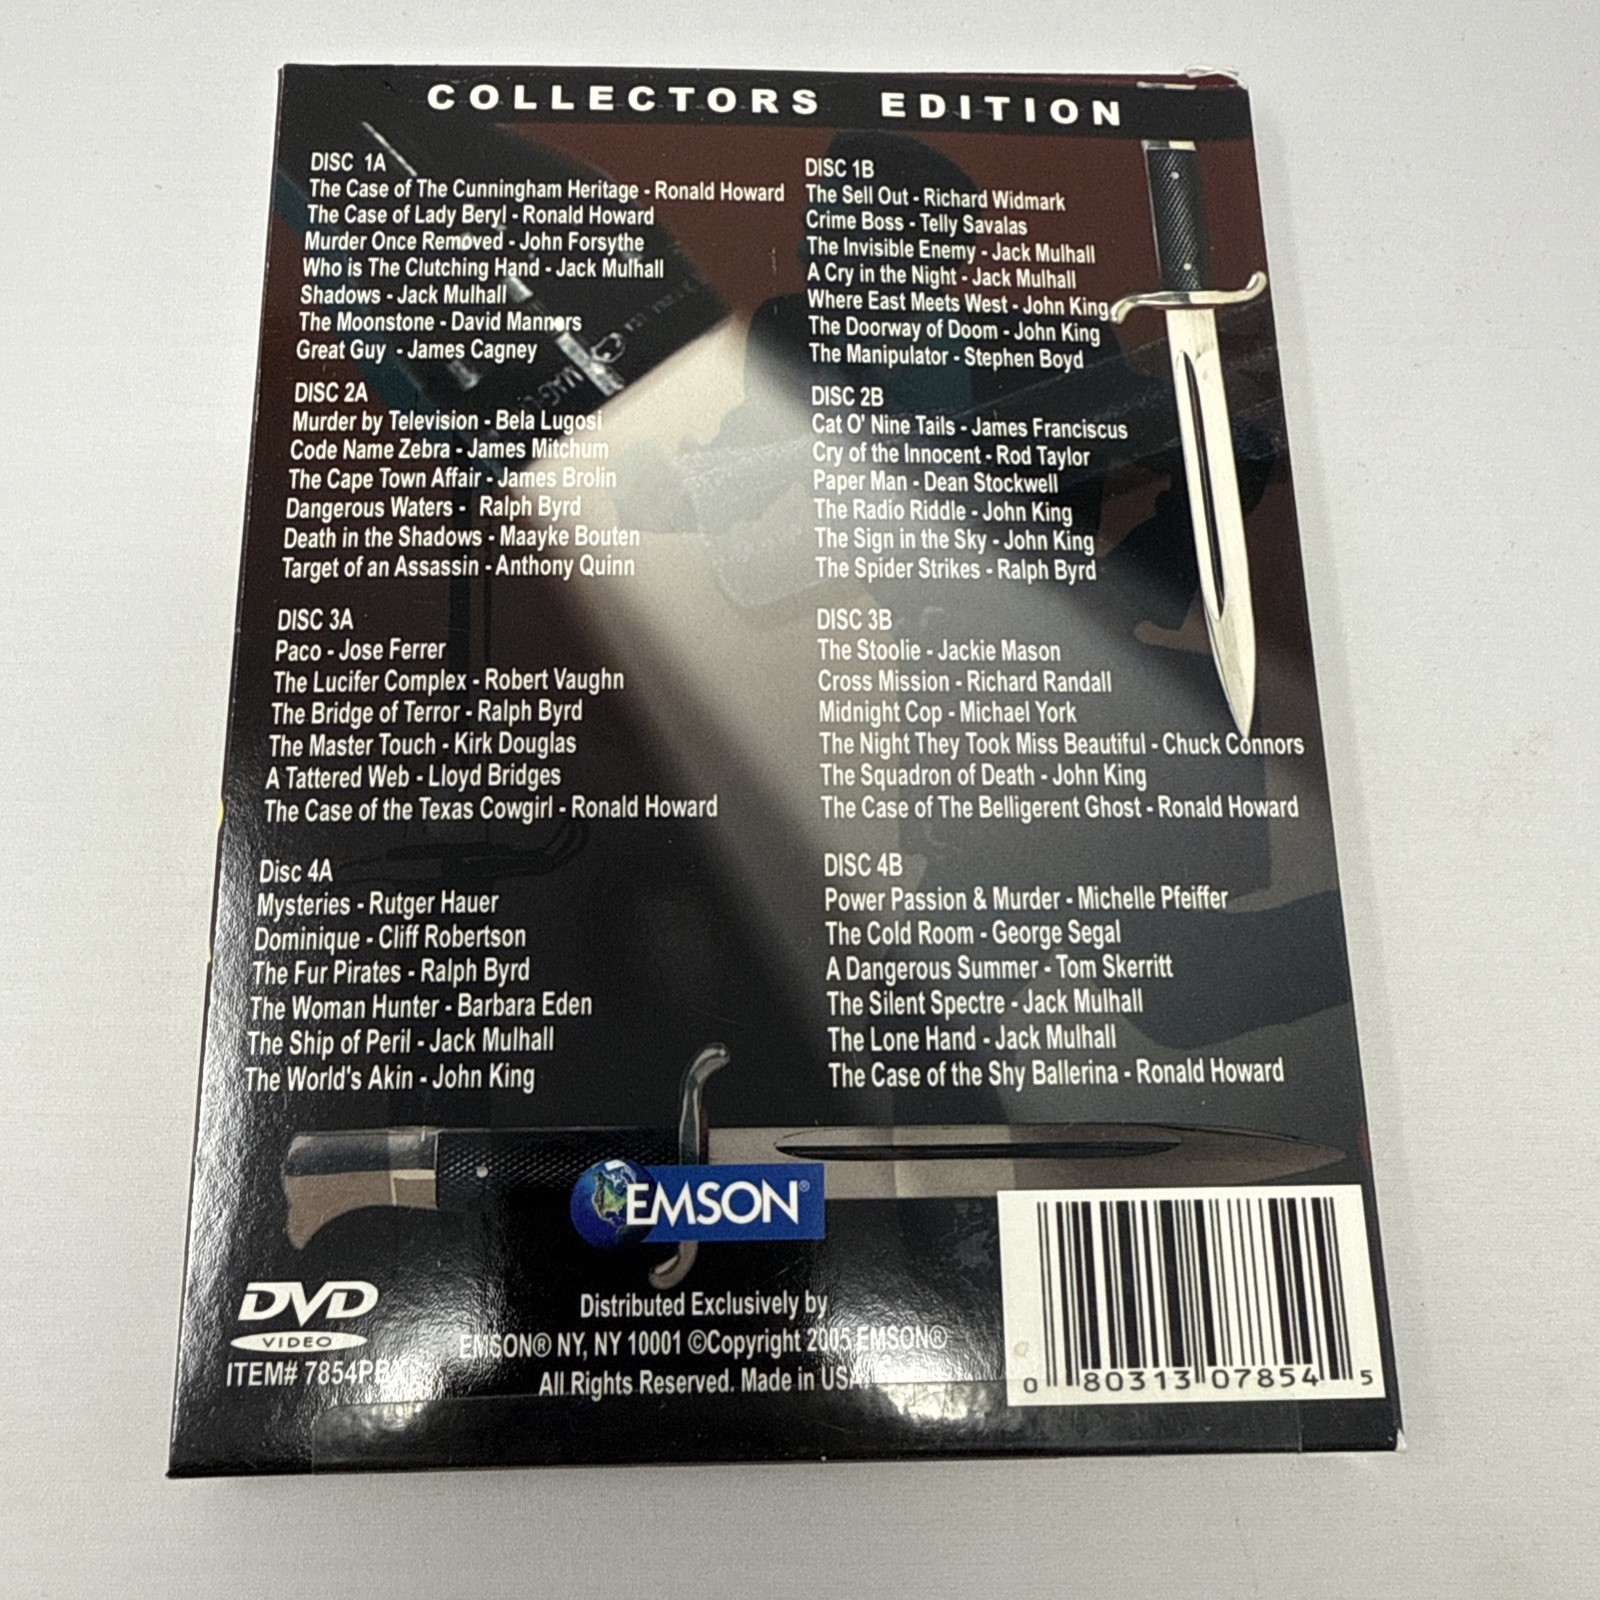 COLLECTORS EDITION
DISC 1A
The Case of The Cunningham Heritage - Ronald Howard
The Case of Lady Beryl - Ronald Howard
Murder Once Removed - John Forsythe
Who is The Clutching Hand - Jack Mulhall
Shadows - Jack Mulhall
The Moonstone - David Manners
Great Guy - James Cagney
DISC 1B
The Sell Out - Richard Widmark
Crime Boss - Telly Savalas
The Invisible Enemy - Jack Mulhall
A Cry in the Night - Jack Mulhall
Where East Meets West - John King
The Doorway of Doom - John King
The Manipulator - Stephen Boyd
DISC 2A
Murder by Television - Bela Lugosi
Code Name Zebra - James Mitchum
The Cape Town Affair - James Brolin
Dangerous Waters - Ralph Byrd
Death in the Shadows - Maayke Bouten
Target of an Assassin - Anthony Quinn
DISC 2B
Cat O' Nine Tails - James Franciscus
Cry of the Innocent - Rod Taylor
Paper Man - Dean Stockwell
The Radio Riddle - John King
The Sign in the Sky - John King
The Spider Strikes - Ralph Byrd
DISC 3A
Paco - Jose Ferrer
The Lucifer Complex - Robert Vaughn
The Bridge of Terror - Ralph Byrd
The Master Touch - Kirk Douglas
A Tattered Web - Lloyd Bridges
The Case of the Texas Cowgirl - Ronald Howard
DISC 3B
The Stoolie - Jackie Mason
Cross Mission - Richard Randall
Midnight Cop - Michael York
The Night They Took Miss Beautiful - Chuck Connors
The Squadron of Death - John King
The Case of The Belligerent Ghost - Ronald Howard
Disc 4A
Mysteries - Rutger Hauer
Dominique - Cliff Robertson
The Fur Pirates - Ralph Byrd
The Woman Hunter - Barbara Eden
The Ship of Peril - Jack Mulhall
The World's Akin - John King
DISC 4B
Power Passion & Murder - Michelle Pfeiffer
The Cold Room - George Segal
A Dangerous Summer - Tom Skerritt
The Silent Spectre - Jack Mulhall
The Lone Hand - Jack Mulhall
The Case of the Shy Ballerina - Ronald Howard
EMSON®
DVD
VIDEO
ITEM#
Distributed Exclusively by
EMSON® NY, NY 10001 ©Copyright 2005 EMSON®
All Rights Reserved. Made in USA
0 80313 07854 5